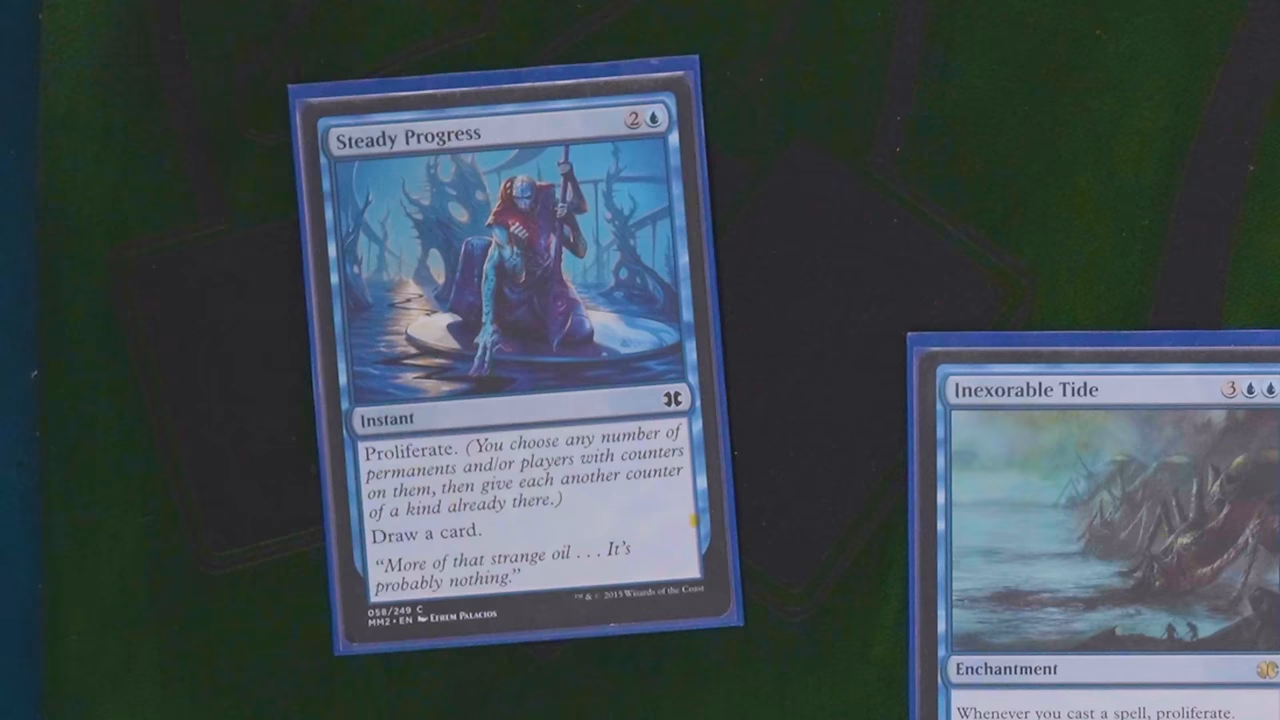 Steady Progress 2
Instant
Proliferate. (You choose any number of
permanents and/or players with counters
on them, then give each another counter
of a kind already there.)
Draw a card.
“More of that strange oil . . . It's
probably nothing.”
058/249 C
MM2 • EN Efrem Palacios
™ & © 2015 Wizards of the Coast
Inexorable Tide 3
Enchantment
Whenever you cast a spell, proliferate.